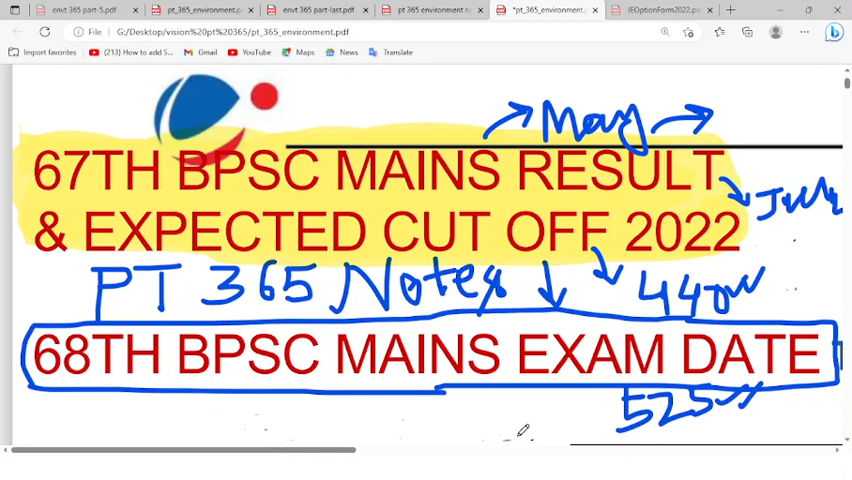 envt 365 part-5.pdf
pt_365_environment.p
envt 365 part-last.pdf
pt 365 environment n
*pt_365_environment.
JEOptionForm2022.p
File G:/Desktop/vision%20pt%20365/pt_365_environment.pdf
Import favorites
(213) How to add S...
Gmail
YouTube
Maps
News
Translate
May
67TH BPSC MAINS RESULT
July
& EXPECTED CUT OFF 2022
PT 365 Notes
440
68TH BPSC MAINS EXAM DATE
525